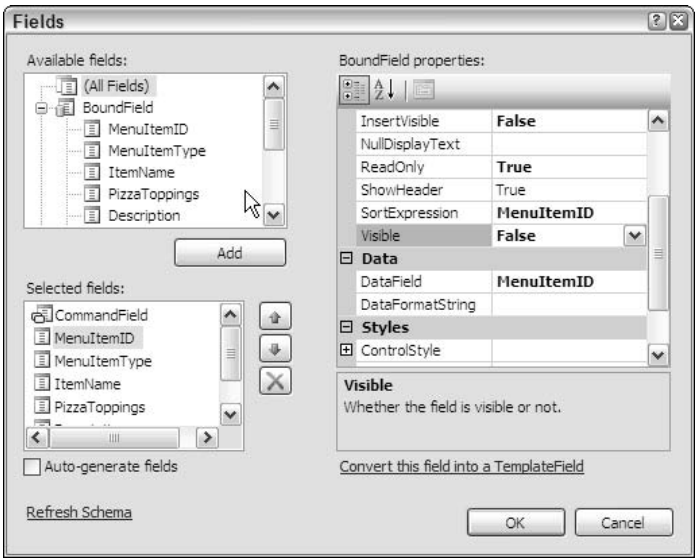 Fields
Available fields:
(All Fields)
BoundField
MenuItemID
MenuItemType
ItemName
PizzaToppings
Description
Add
Selected fields:
CommandField
MenuItemID
MenuItemType
ItemName
PizzaToppings
Auto-generate fields
Refresh Schema
BoundField properties:
InsertVisible False
NullDisplayText
ReadOnly True
ShowHeader True
SortExpression MenuItemID
Visible False
Data
DataField MenuItemID
DataFormatString
Styles
ControlStyle
Visible
Whether the field is visible or not.
Convert this field into a TemplateField
OK
Cancel